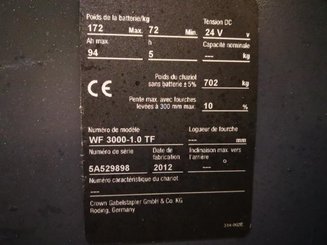 Poids de la batterie/kg Tension DC
172 Max. 72 Min. 24 V
Ah max. h Capacité nominale
94 5 ---- kg
CE
Poids du chariot
sans batterie ± 5% 702 kg
Pente max. avec fourches
levées à 300 mm max. 10 %
Numéro de modèle Logueur de fourche
WF 3000-1.0 TF --- mm
Numéro de série Date de fabrication Inclinaison max. vers l'arrière
5A529898 2012 --- °
Numéro caractéristique du chariot
---
Crown Gabelstapler GmbH & Co. KG
Roding, Germany